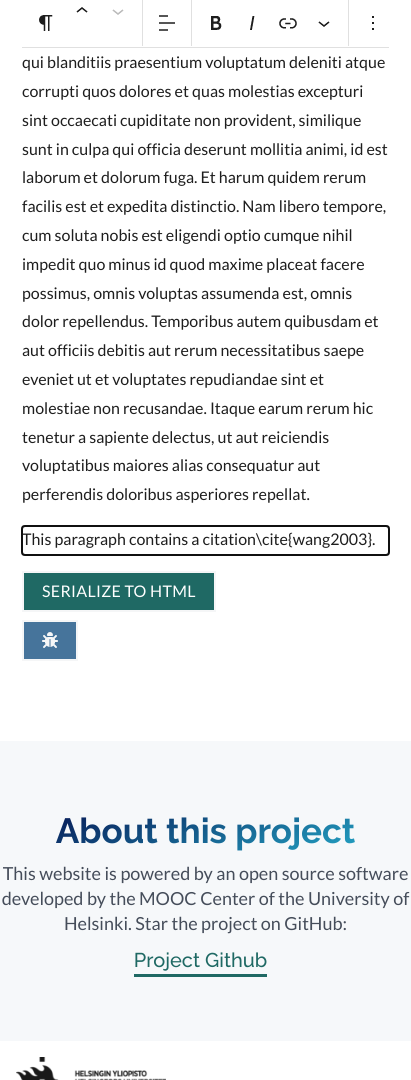 ¶ B I
qui blanditiis praesentium voluptatum deleniti atque
corrupti quos dolores et quas molestias excepturi
sint occaecati cupiditate non provident, similique
sunt in culpa qui officia deserunt mollitia animi, id est
laborum et dolorum fuga. Et harum quidem rerum
facilis est et expedita distinctio. Nam libero tempore,
cum soluta nobis est eligendi optio cumque nihil
impedit quo minus id quod maxime placeat facere
possimus, omnis voluptas assumenda est, omnis
dolor repellendus. Temporibus autem quibusdam et
aut officiis debitis aut rerum necessitatibus saepe
eveniet ut et voluptates repudiandae sint et
molestiae non recusandae. Itaque earum rerum hic
tenetur a sapiente delectus, ut aut reiciendis
voluptatibus maiores alias consequatur aut
perferendis doloribus asperiores repellat.
This paragraph contains a citation\cite{wang2003}.
SERIALIZE TO HTML
About this project
This website is powered by an open source software
developed by the MOOC Center of the University of
Helsinki. Star the project on GitHub:
Project Github
HELSINGIN YLIOPISTO